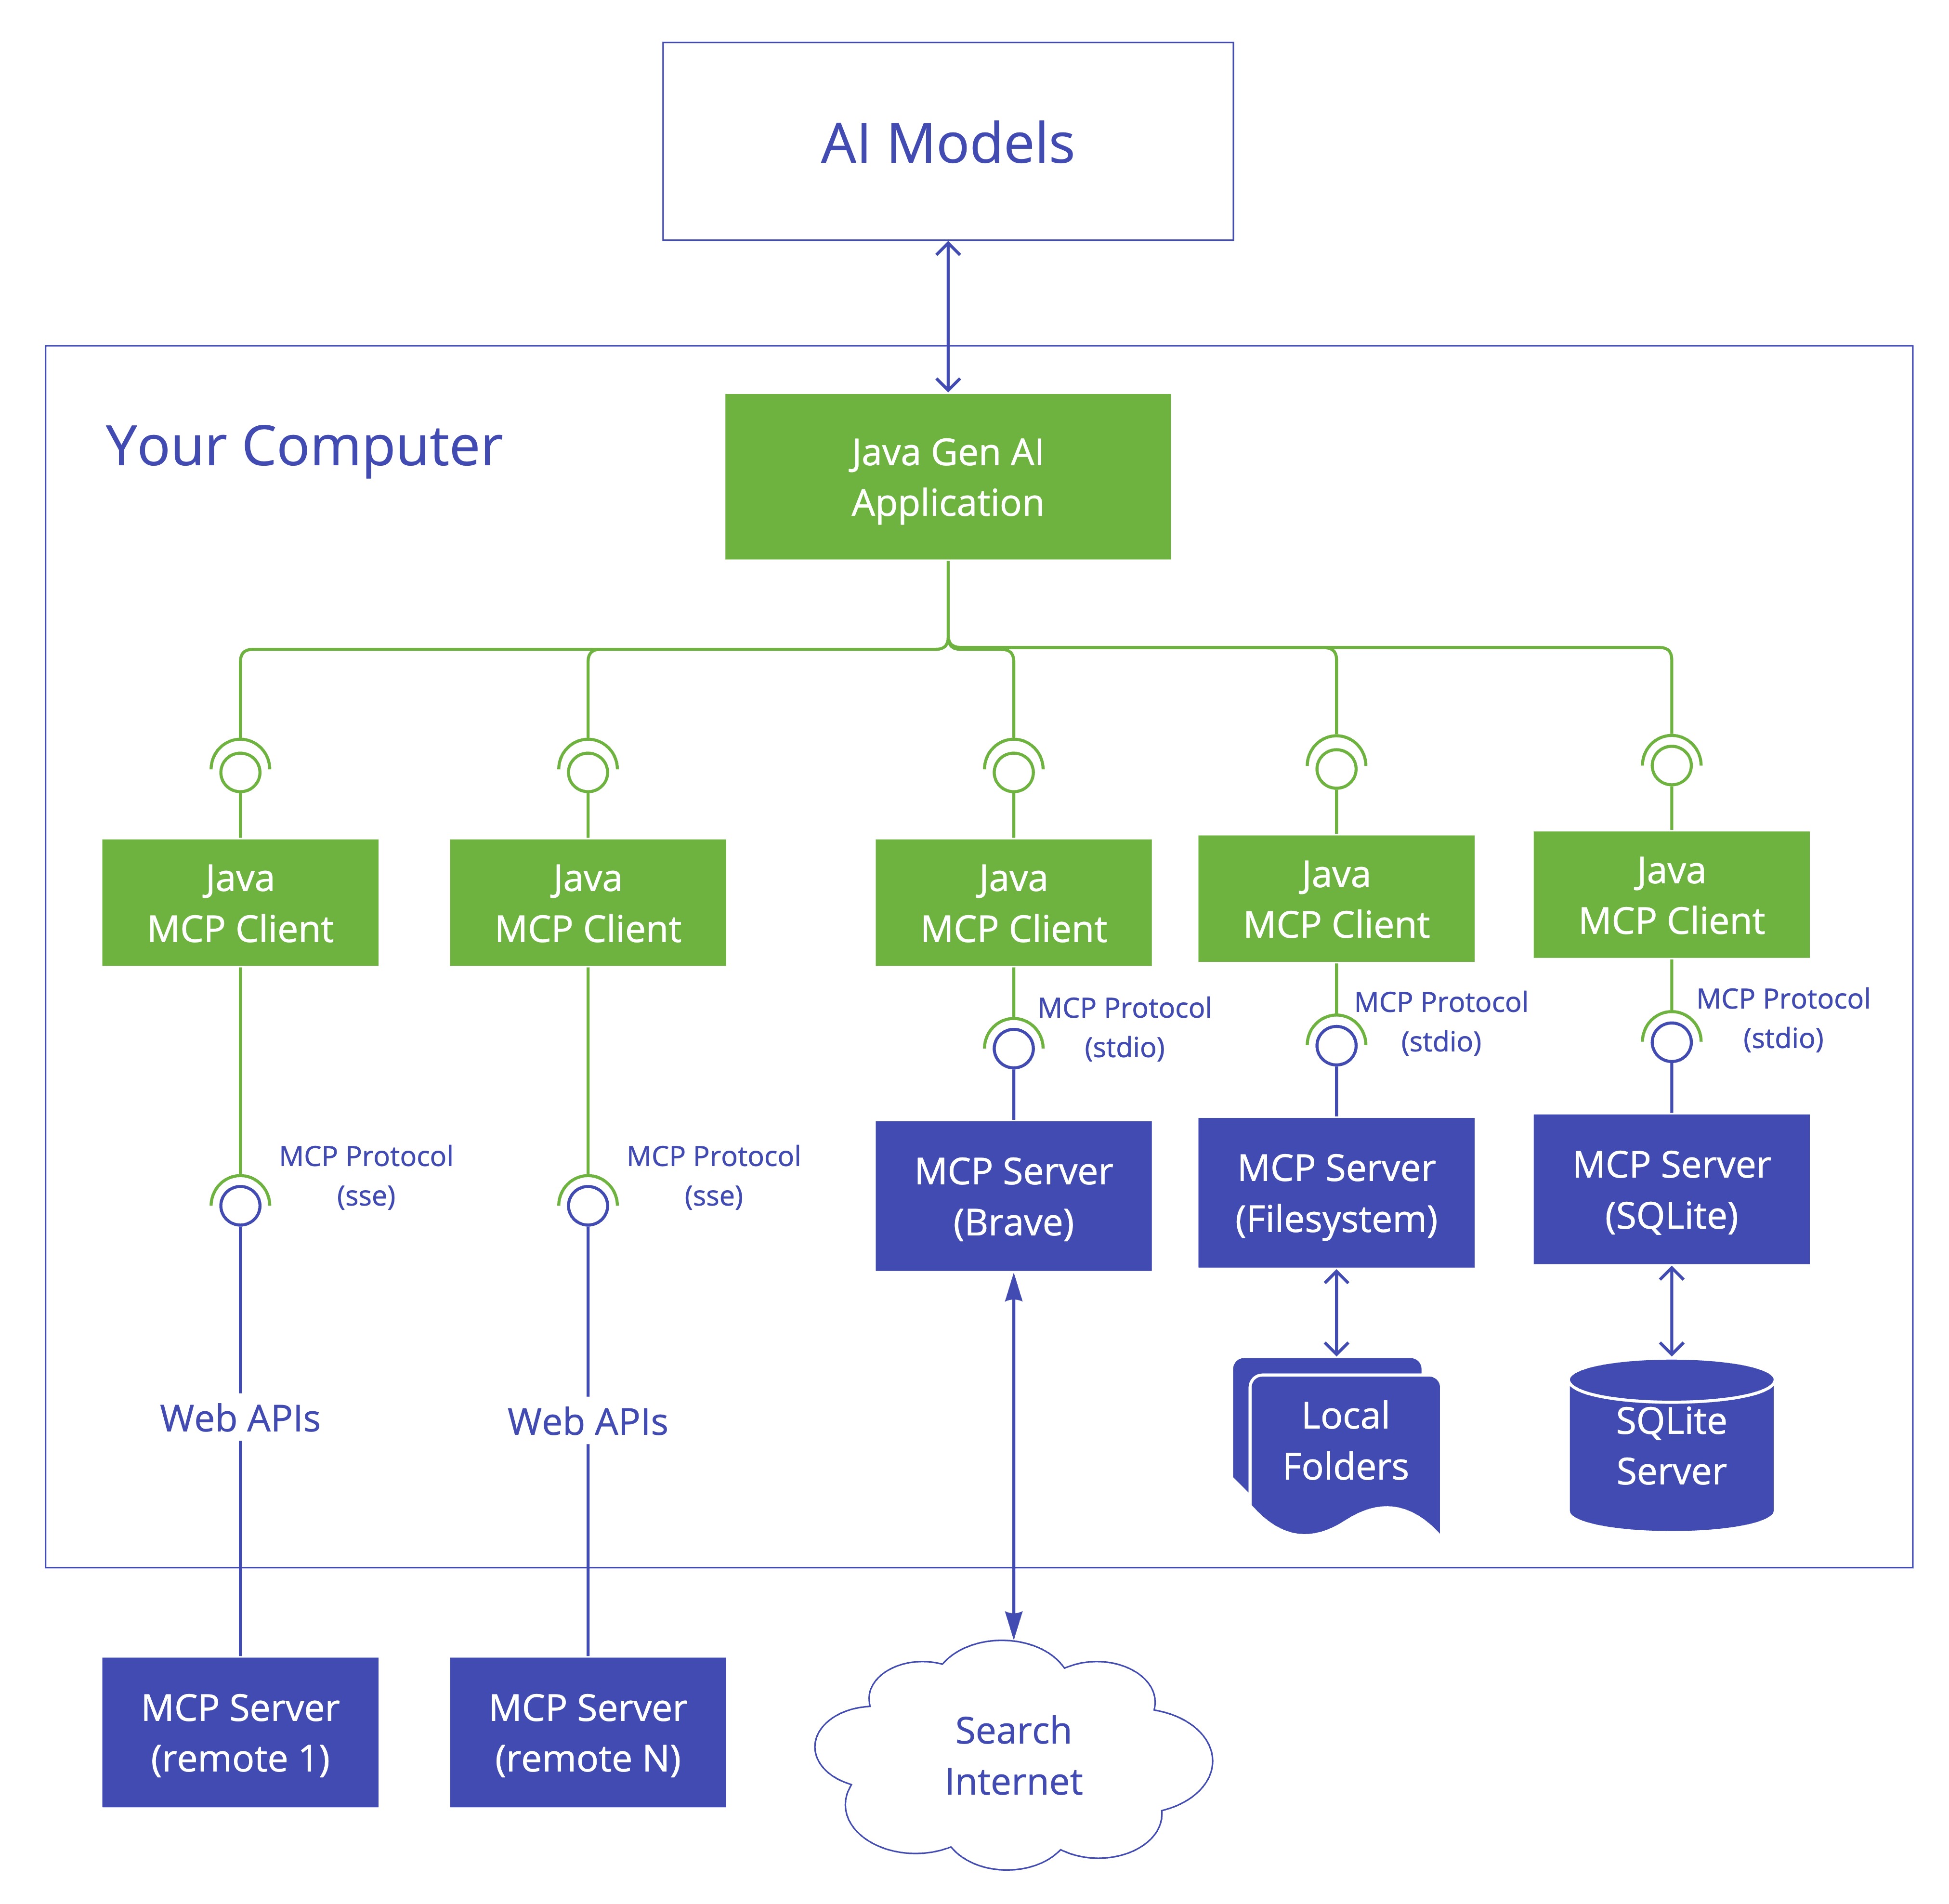 AI Models
Your Computer
Java Gen AI
Application
Java
MCP Client
Java
MCP Client
Java
MCP Client
Java
MCP Client
Java
MCP Client
MCP Protocol
(stdio)
MCP Protocol
(stdio)
MCP Protocol
(stdio)
MCP Protocol
(sse)
MCP Protocol
(sse)
MCP Server
(Brave)
MCP Server
(Filesystem)
MCP Server
(SQLite)
Web APIs
Web APIs
Local
Folders
SQLite
Server
MCP Server
(remote 1)
MCP Server
(remote N)
Search
Internet